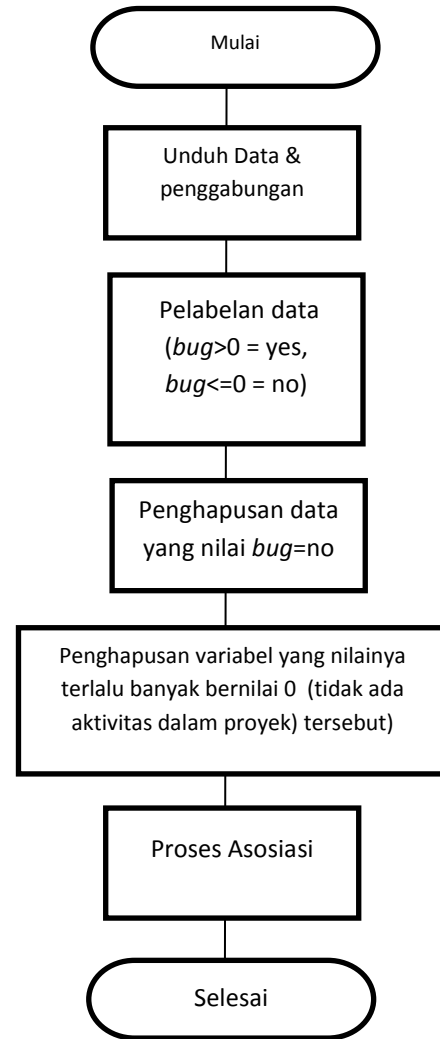 Mulai
Unduh Data &
penggabungan
Pelabelan data
(bug>0 = yes,
bug<=0 = no)
Penghapusan data
yang nilai bug=no
Penghapusan variabel yang nilainya
terlalu banyak bernilai 0 (tidak ada
aktivitas dalam proyek) tersebut)
Proses Asosiasi
Selesai